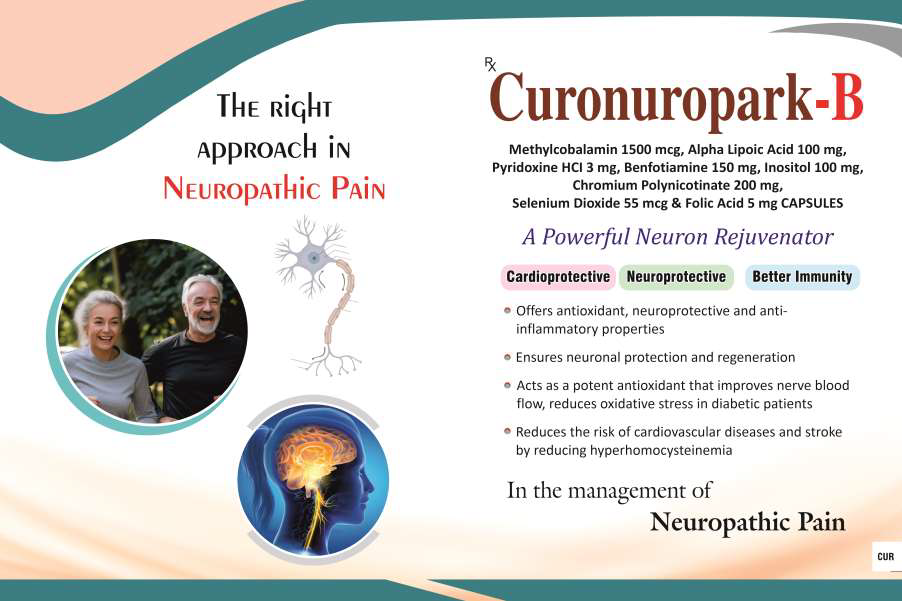 The right
approach in
Neuropathic Pain
Rx
Curonuropark-B
Methylcobalamin 1500 mcg, Alpha Lipoic Acid 100 mg,
Pyridoxine HCI 3 mg, Benfotiamine 150 mg, Inositol 100 mg,
Chromium Polynicotinate 200 mg,
Selenium Dioxide 55 mcg & Folic Acid 5 mg CAPSULES
A Powerful Neuron Rejuvenator
Cardioprotective Neuroprotective Better Immunity
Offers antioxidant, neuroprotective and anti-
inflammatory properties
Ensures neuronal protection and regeneration
Acts as a potent antioxidant that improves nerve blood
flow, reduces oxidative stress in diabetic patients
Reduces the risk of cardiovascular diseases and stroke
by reducing hyperhomocysteinemia
In the management of
Neuropathic Pain
CUR